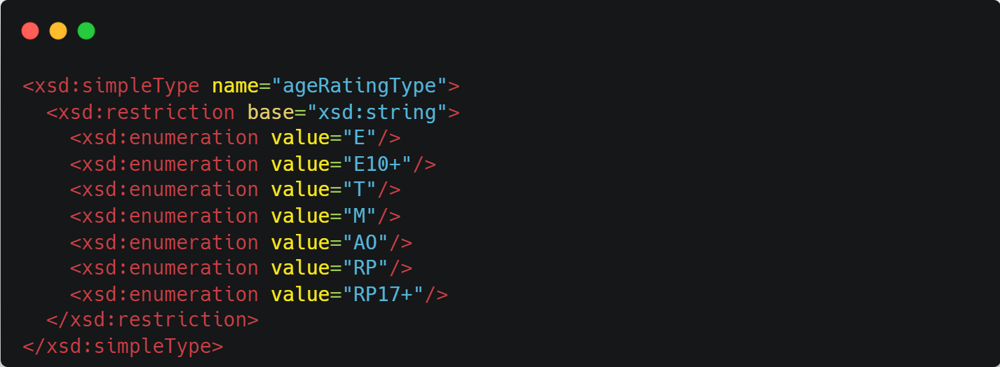 <xsd:simpleType name="ageRatingType">
  <xsd:restriction base="xsd:string">
    <xsd:enumeration value="E"/>
    <xsd:enumeration value="E10+"/>
    <xsd:enumeration value="T"/>
    <xsd:enumeration value="M"/>
    <xsd:enumeration value="AO"/>
    <xsd:enumeration value="RP"/>
    <xsd:enumeration value="RP17+"/>
  </xsd:restriction>
</xsd:simpleType>